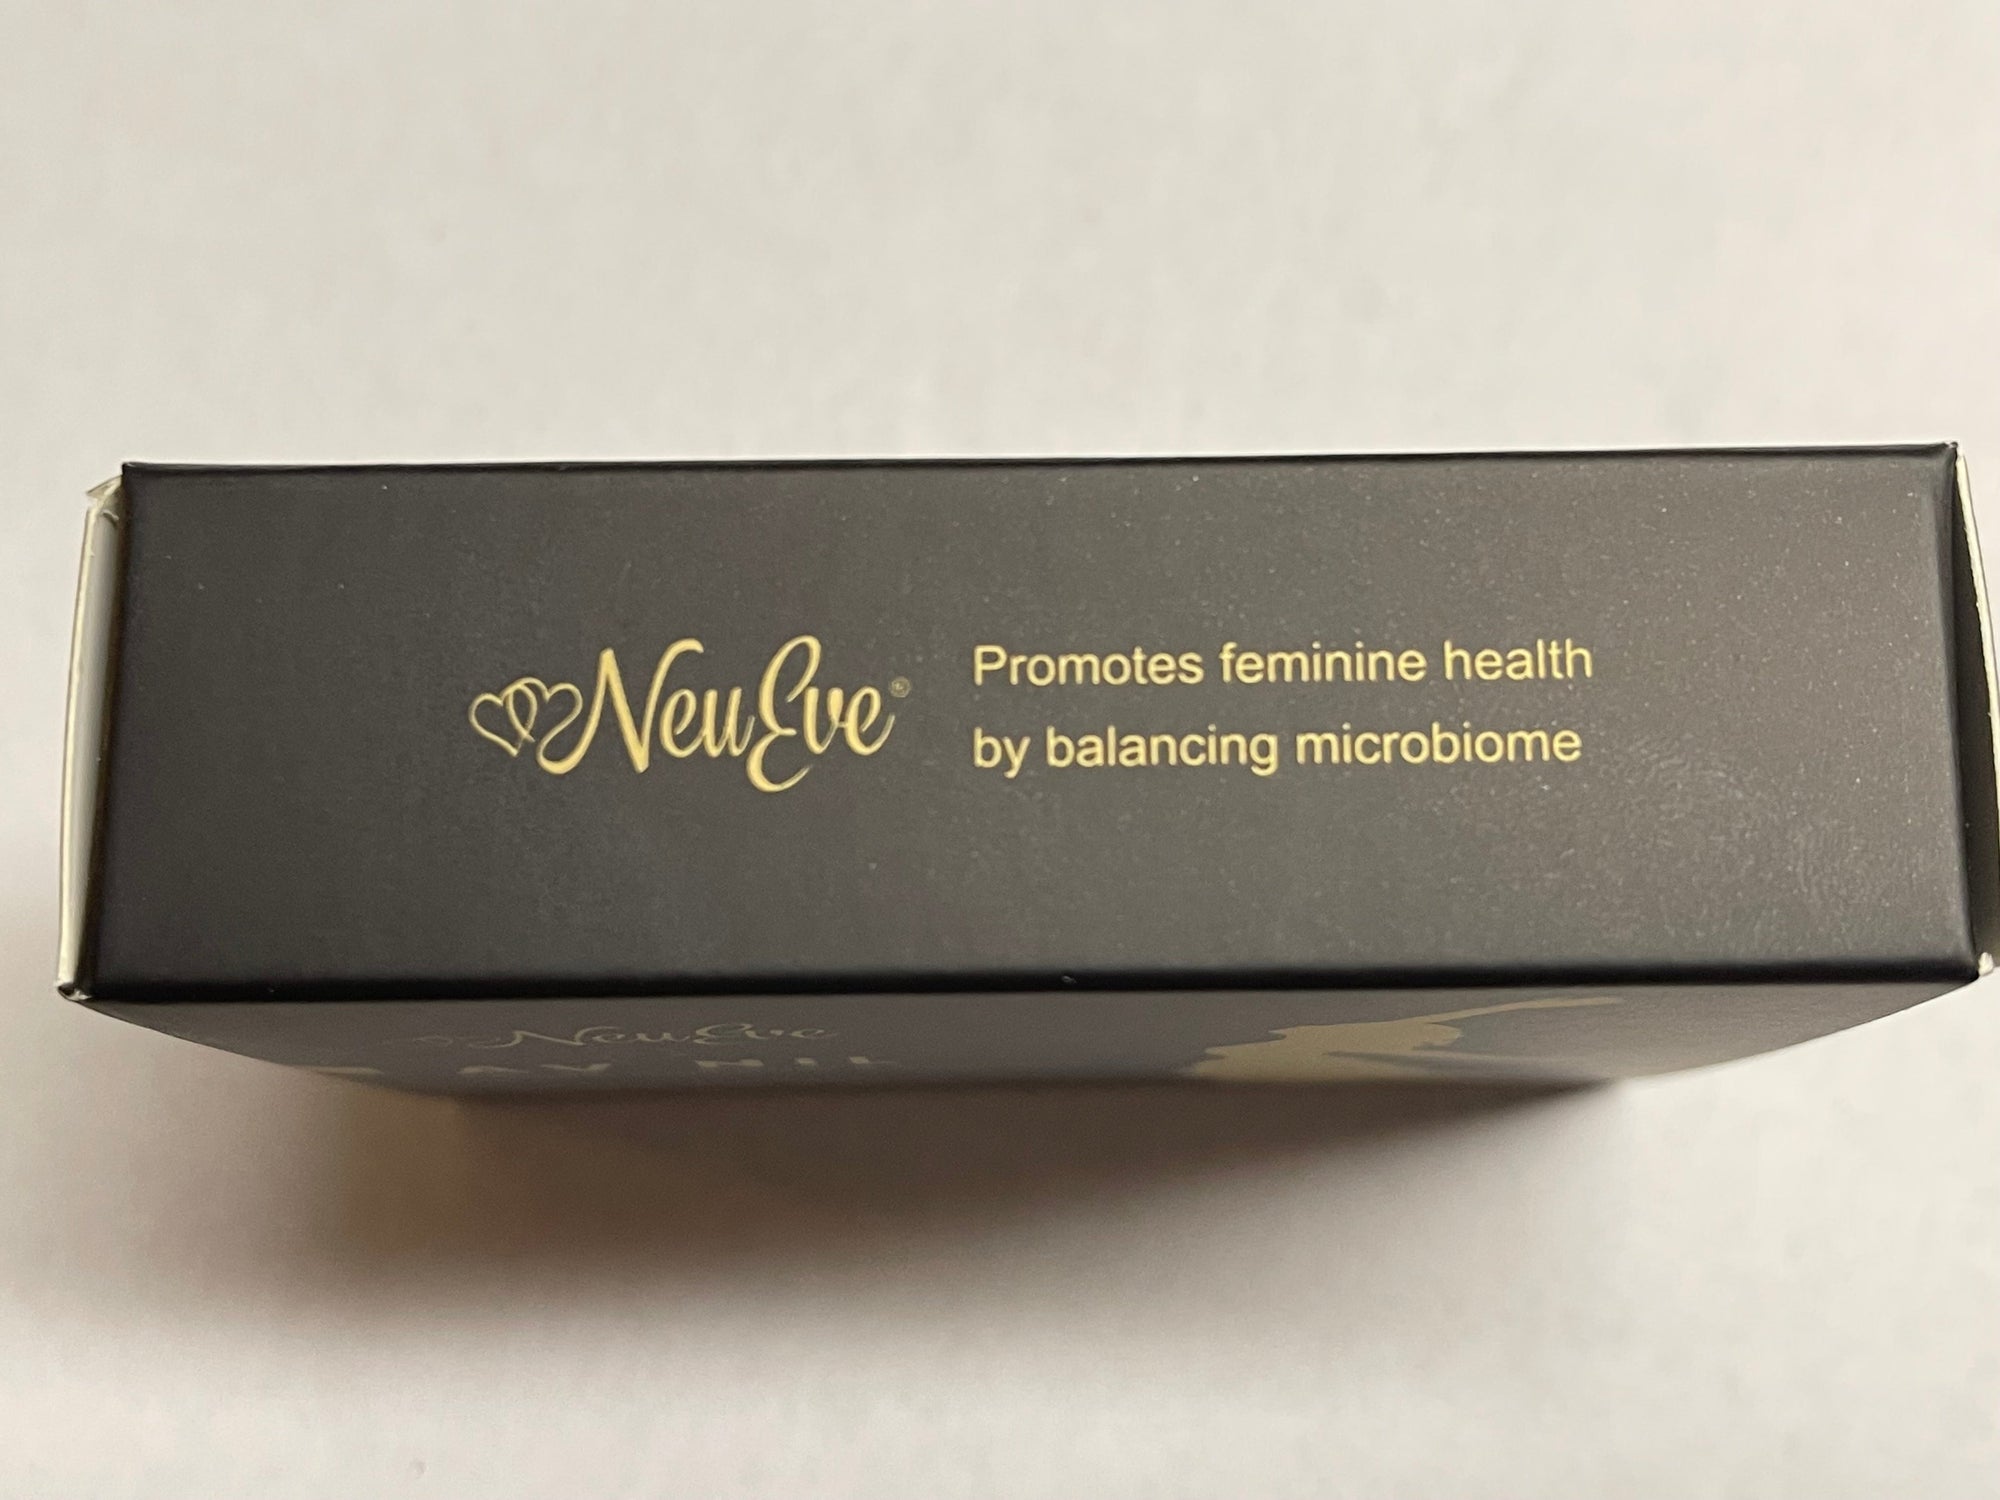 NeuEve®
Promotes feminine health
by balancing microbiome
NeuEve